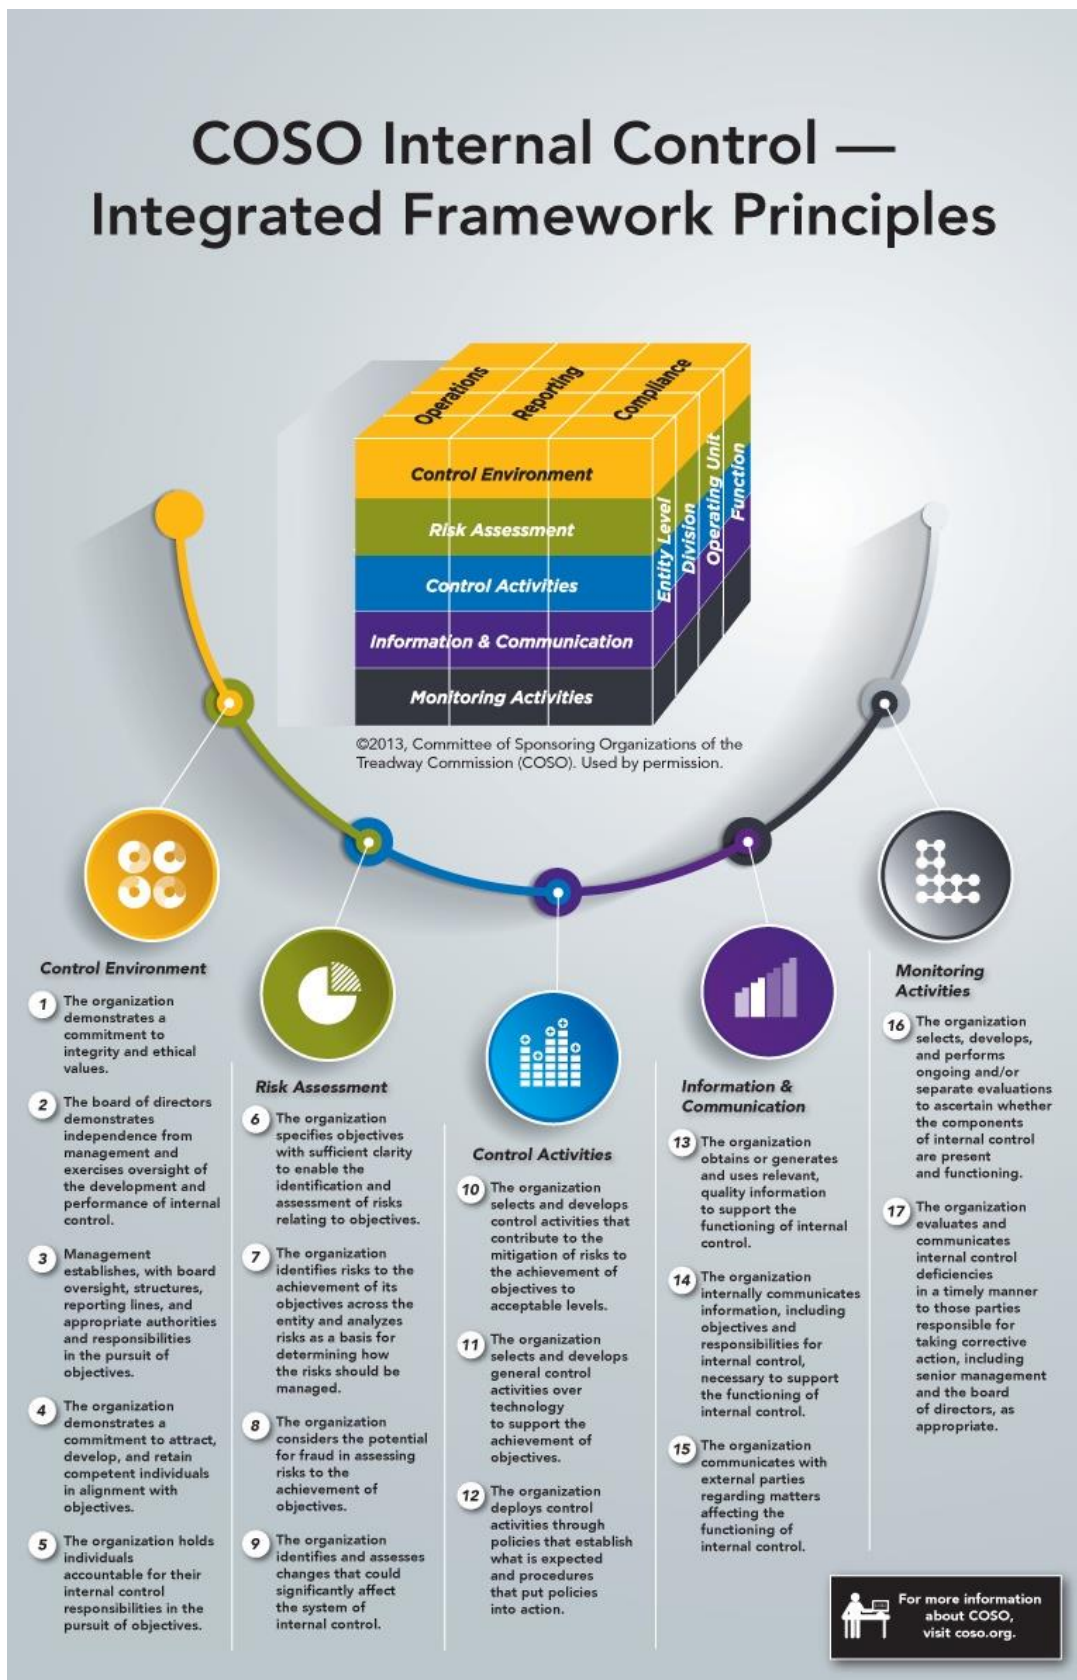 COSO Internal Control —
Integrated Framework Principles
Operations
Reporting
Compliance
Control Environment
Risk Assessment
Control Activities
Information & Communication
Monitoring Activities
Entity Level
Division
Operating Unit
Function
©2013, Committee of Sponsoring Organizations of the
Treadway Commission (COSO). Used by permission.
Control Environment
1 The organization
demonstrates a
commitment to
integrity and ethical
values.
2 The board of directors
demonstrates
independence from
management and
exercises oversight of
the development and
performance of internal
control.
3 Management
establishes, with board
oversight, structures,
reporting lines, and
appropriate authorities
and responsibilities
in the pursuit of
objectives.
4 The organization
demonstrates a
commitment to attract,
develop, and retain
competent individuals
in alignment with
objectives.
5 The organization holds
individuals
accountable for their
internal control
responsibilities in the
pursuit of objectives.
Risk Assessment
6 The organization
specifies objectives
with sufficient clarity
to enable the
identification and
assessment of risks
relating to objectives.
7 The organization
identifies risks to the
achievement of its
objectives across the
entity and analyzes
risks as a basis for
determining how
the risks should be
managed.
8 The organization
considers the potential
for fraud in assessing
risks to the
achievement of
objectives.
9 The organization
identifies and assesses
changes that could
significantly affect
the system of
internal control.
Control Activities
10 The organization
selects and develops
control activities that
contribute to the
mitigation of risks to
the achievement of
objectives to
acceptable levels.
11 The organization
selects and develops
general control
activities over
technology
to support the
achievement of
objectives.
12 The organization
deploys control
activities through
policies that establish
what is expected
and procedures
that put policies
into action.
Information &
Communication
13 The organization
obtains or generates
and uses relevant,
quality information
to support the
functioning of internal
control.
14 The organization
internally communicates
information, including
objectives and
responsibilities for
internal control,
necessary to support
the functioning of
internal control.
15 The organization
communicates with
external parties
regarding matters
affecting the
functioning of
internal control.
Monitoring
Activities
16 The organization
selects, develops,
and performs
ongoing and/or
separate evaluations
to ascertain whether
the components
of internal control
are present
and functioning.
17 The organization
evaluates and
communicates
internal control
deficiencies
in a timely manner
to those parties
responsible for
taking corrective
action, including
senior management
and the board
of directors, as
appropriate.
For more information
about COSO,
visit coso.org.